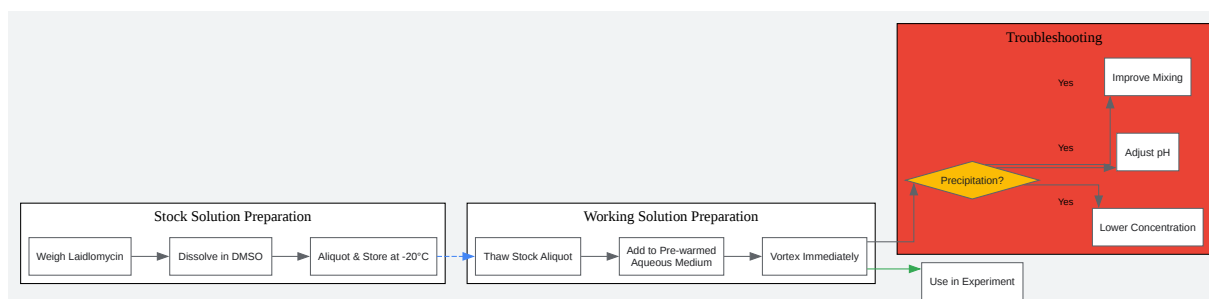 Troubleshooting
Yes
Improve Mixing
Yes
Adjust pH
Precipitation?
Yes
Lower Concentration
Stock Solution Preparation
Weigh Laidlomycin
Dissolve in DMSO
Aliquot & Store at -20°C
Working Solution Preparation
Thaw Stock Aliquot
Add to Pre-warmed
Aqueous Medium
Vortex Immediately
Use in Experiment